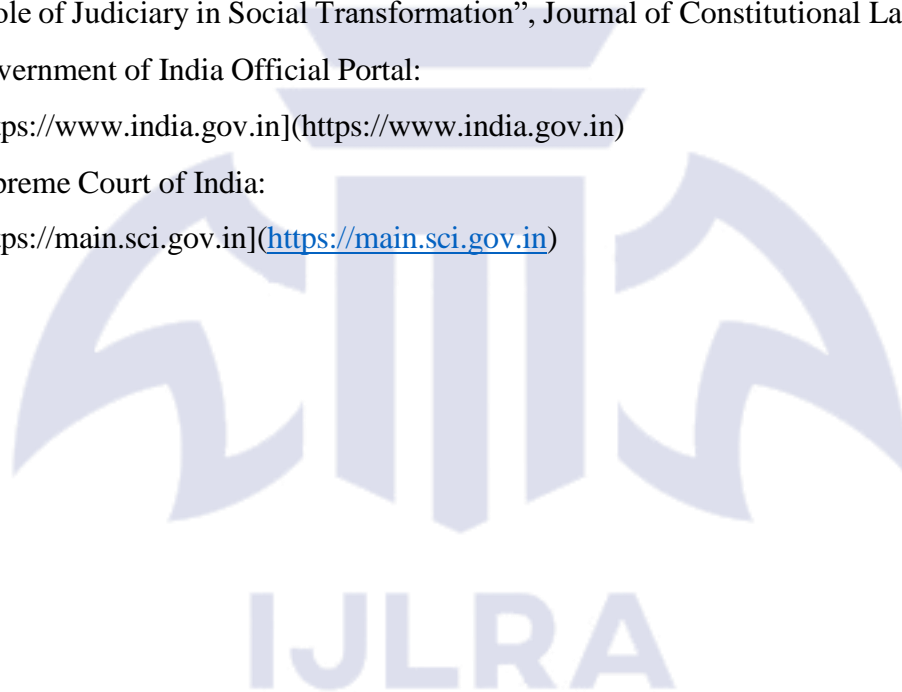 ole of Judiciary in Social Transformation”, Journal of Constitutional La
vernment of India Official Portal:
tps://www.india.gov.in](https://www.india.gov.in)
preme Court of India:
tps://main.sci.gov.in](https://main.sci.gov.in)
IJLRA